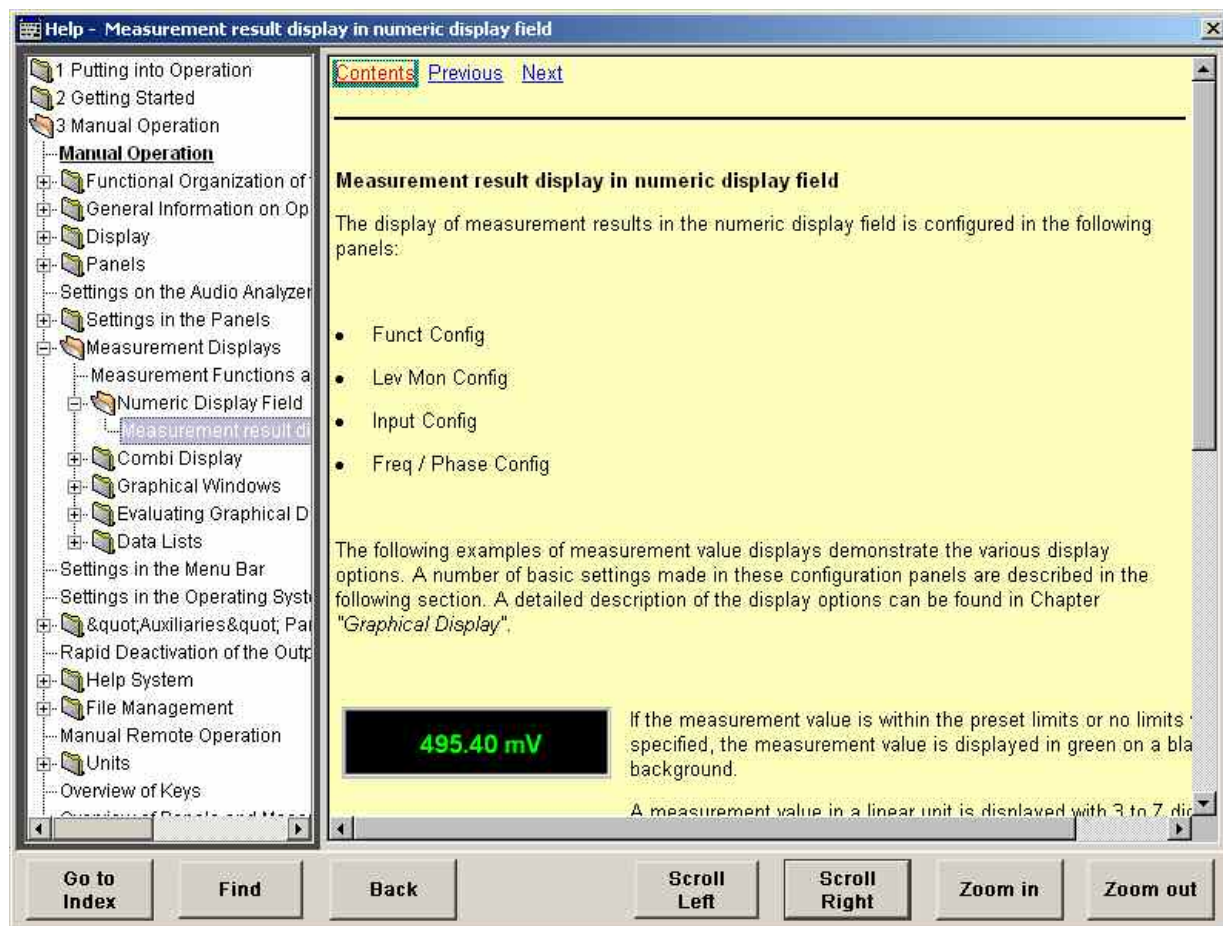 Help - Measurement result display in numeric display field
1 Putting into Operation
2 Getting Started
3 Manual Operation
Manual Operation
Functional Organization of
General Information on Op
Display
Panels
Settings on the Audio Analyzer
Settings in the Panels
Measurement Displays
Measurement Functions a
Numeric Display Field
Measurement result di
Combi Display
Graphical Windows
Evaluating Graphical D
Data Lists
Settings in the Menu Bar
Settings in the Operating Syst
&quot;Auxiliaries&quot; Pa
Rapid Deactivation of the Outp
Help System
File Management
Manual Remote Operation
Units
Overview of Keys
Contents Previous Next
Measurement result display in numeric display field
The display of measurement results in the numeric display field is configured in the following
panels:
• Funct Config
• Lev Mon Config
• Input Config
• Freq / Phase Config
The following examples of measurement value displays demonstrate the various display
options. A number of basic settings made in these configuration panels are described in the
following section. A detailed description of the display options can be found in Chapter
"Graphical Display".
495.40 mV
If the measurement value is within the preset limits or no limits
specified, the measurement value is displayed in green on a bla
background.
A measurement value in a linear unit is displayed with 3 to 7 dig
Go to
Index
Find
Back
Scroll
Left
Scroll
Right
Zoom in
Zoom out